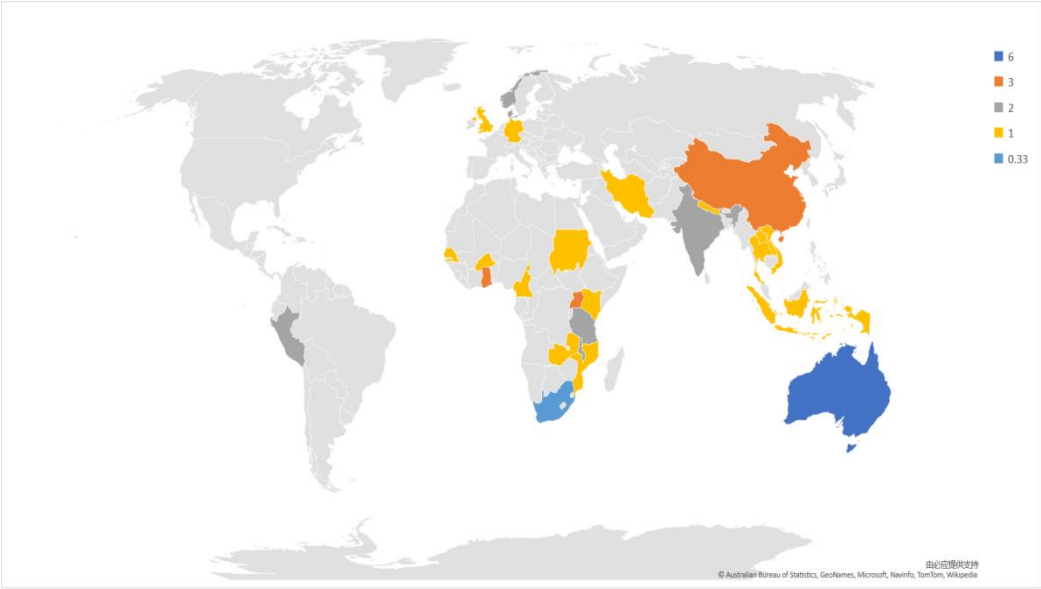 6
3
2
1
0.33
由必应提供支持
© Australian Bureau of Statistics, GeoNames, Microsoft, Navinfo, TomTom, Wikipedia